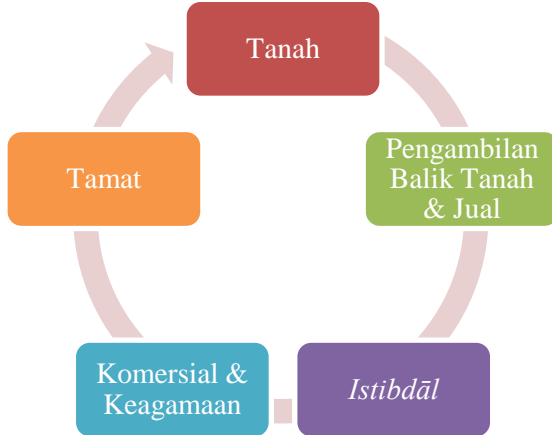 Tanah
Pengambilan
Balik Tanah
& Jual
Istibdāl
Komersial &
Keagamaan
Tamat